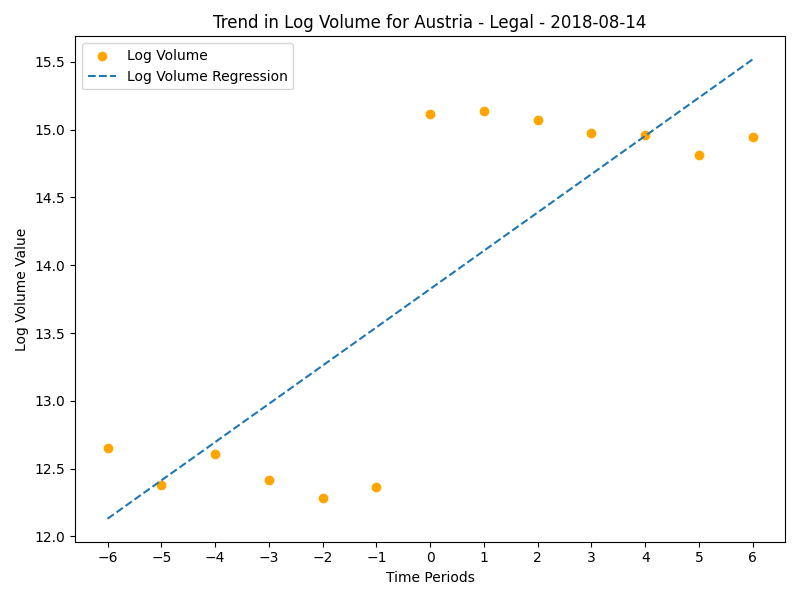 Trend in Log Volume for Austria - Legal - 2018-08-14
Log Volume
Log Volume Regression
15.5
15.0
14.5
14.0
13.5
13.0
12.5
12.0
Log Volume Value
−6 −5 −4 −3 −2 −1 0 1 2 3 4 5 6
Time Periods